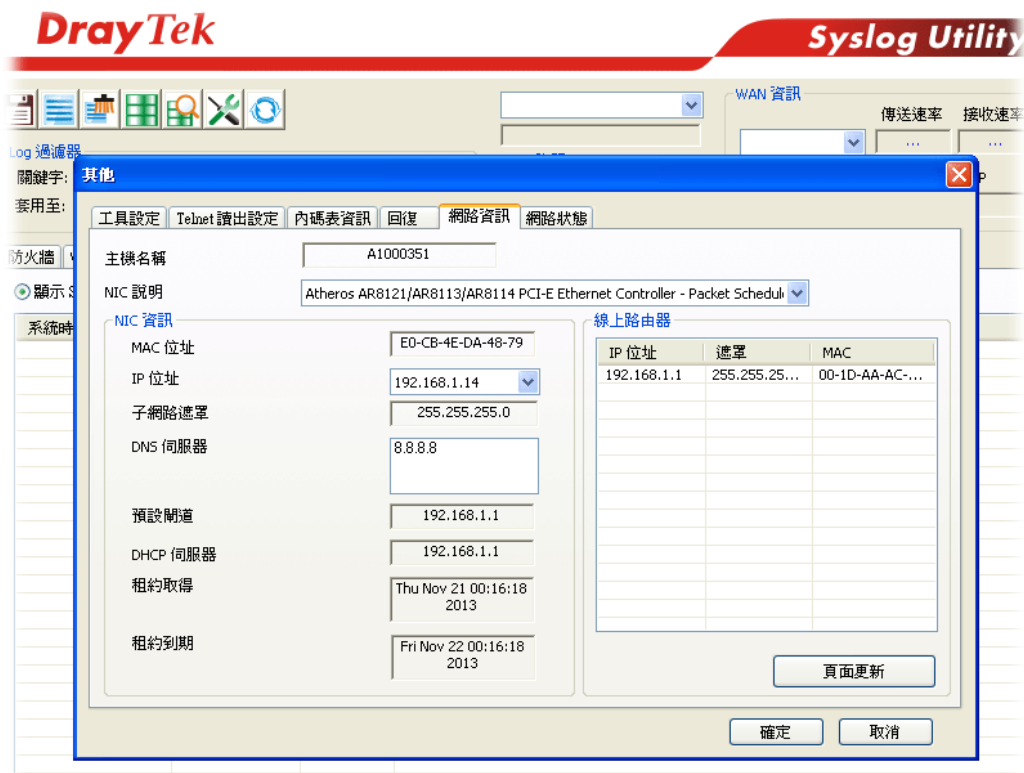 DrayTek
Syslog Utility
WAN 資訊
傳送速率 接收速率
... ...
Log 過濾器
關鍵字:
套用至:
其他
工具設定 Telnet 讀出設定 內碼表資訊 回復 網路資訊 網路狀態
防火牆
顯示
系統時
主機名稱 A1000351
NIC 說明 Atheros AR8121/AR8113/AR8114 PCI-E Ethernet Controller - Packet Schedul
NIC 資訊
MAC 位址 E0-CB-4E-DA-48-79
IP 位址 192.168.1.14
子網路遮罩 255.255.255.0
DNS 伺服器 8.8.8.8
預設閘道 192.168.1.1
DHCP 伺服器 192.168.1.1
租約取得 Thu Nov 21 00:16:18
2013
租約到期 Fri Nov 22 00:16:18
2013
線上路由器
IP 位址 遮罩 MAC
192.168.1.1 255.255.25... 00-1D-AA-AC-...
頁面更新
確定 取消